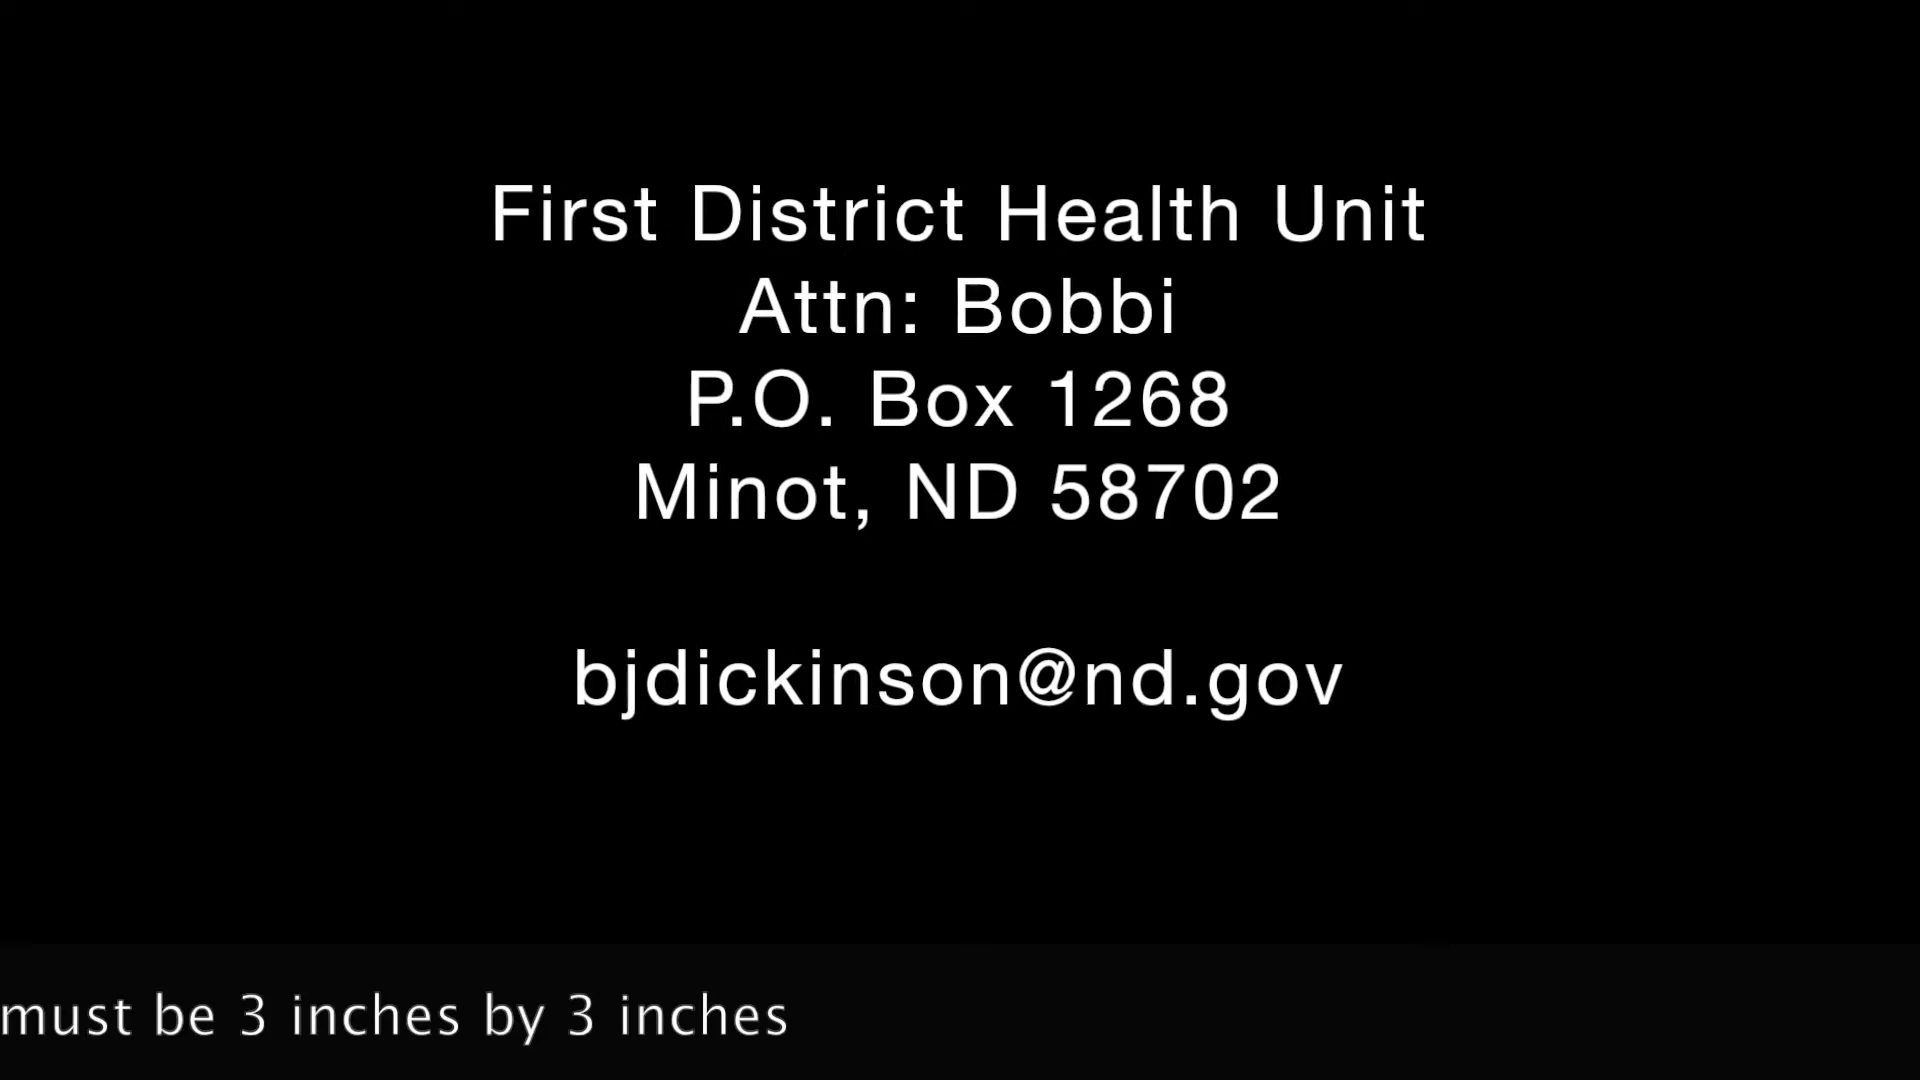 First District Health Unit
Attn: Bobbi
P.O. Box 1268
Minot, ND 58702
bjdickinson@nd.gov
must be 3 inches by 3 inches